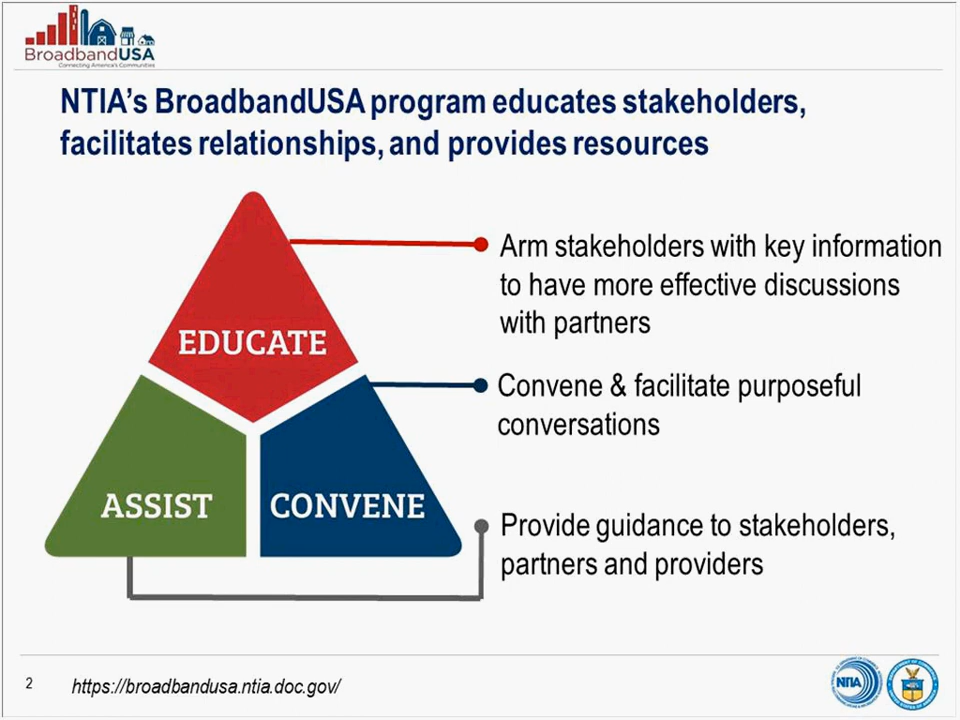 BroadbandUSA
Connecting America's Communities
NTIA's BroadbandUSA program educates stakeholders,
facilitates relationships, and provides resources
EDUCATE
Arm stakeholders with key information
to have more effective discussions
with partners
Convene & facilitate purposeful
conversations
ASSIST
CONVENE
Provide guidance to stakeholders,
partners and providers
2
https://broadbandusa.ntia.doc.gov/
NTIA